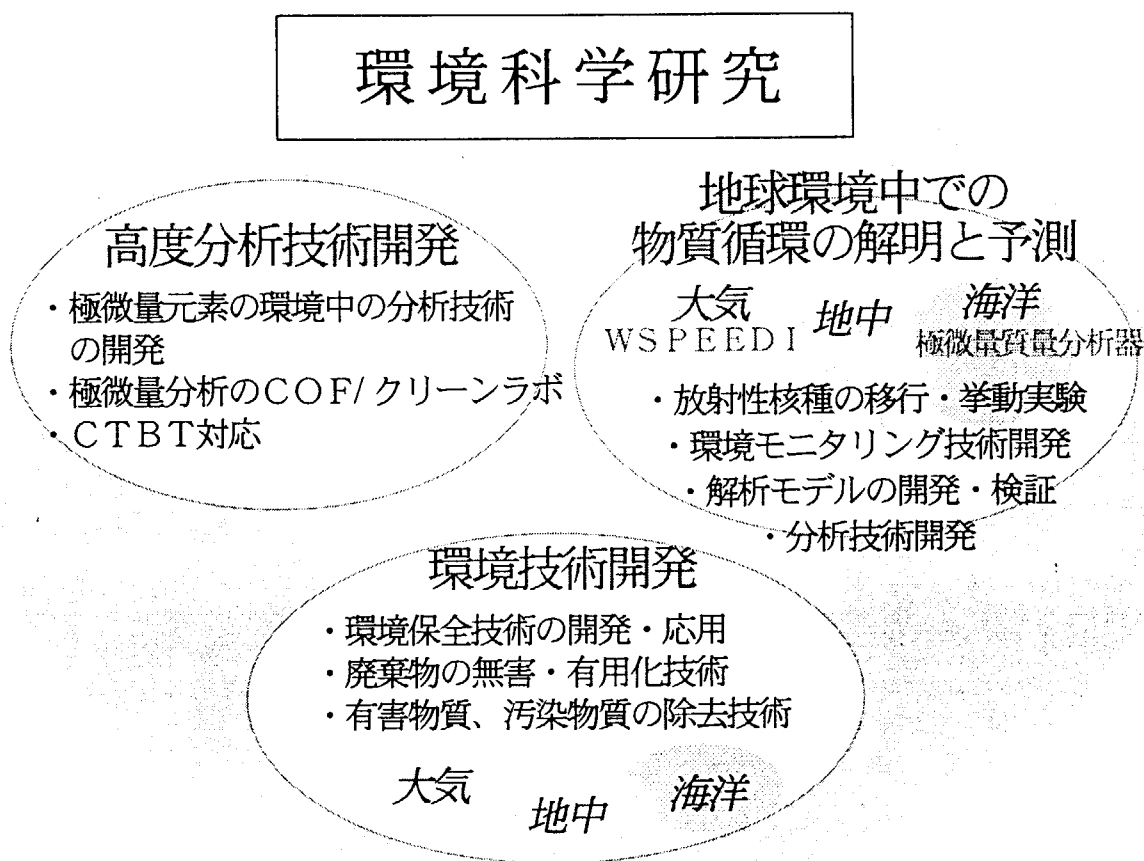 環境科学研究
高度分析技術開発
・極微量元素の環境中の分析技術
の開発
・極微量分析のCOF/クリーンラボ
・CTBT対応
地球環境中での
物質循環の解明と予測
大気 地中 海洋
WSPEEDI 極微量質量分析器
・放射性核種の移行・挙動実験
・環境モニタリング技術開発
・解析モデルの開発・検証
・分析技術開発
環境技術開発
・環境保全技術の開発・応用
・廃棄物の無害・有用化技術
・有害物質、汚染物質の除去技術
大気 地中 海洋